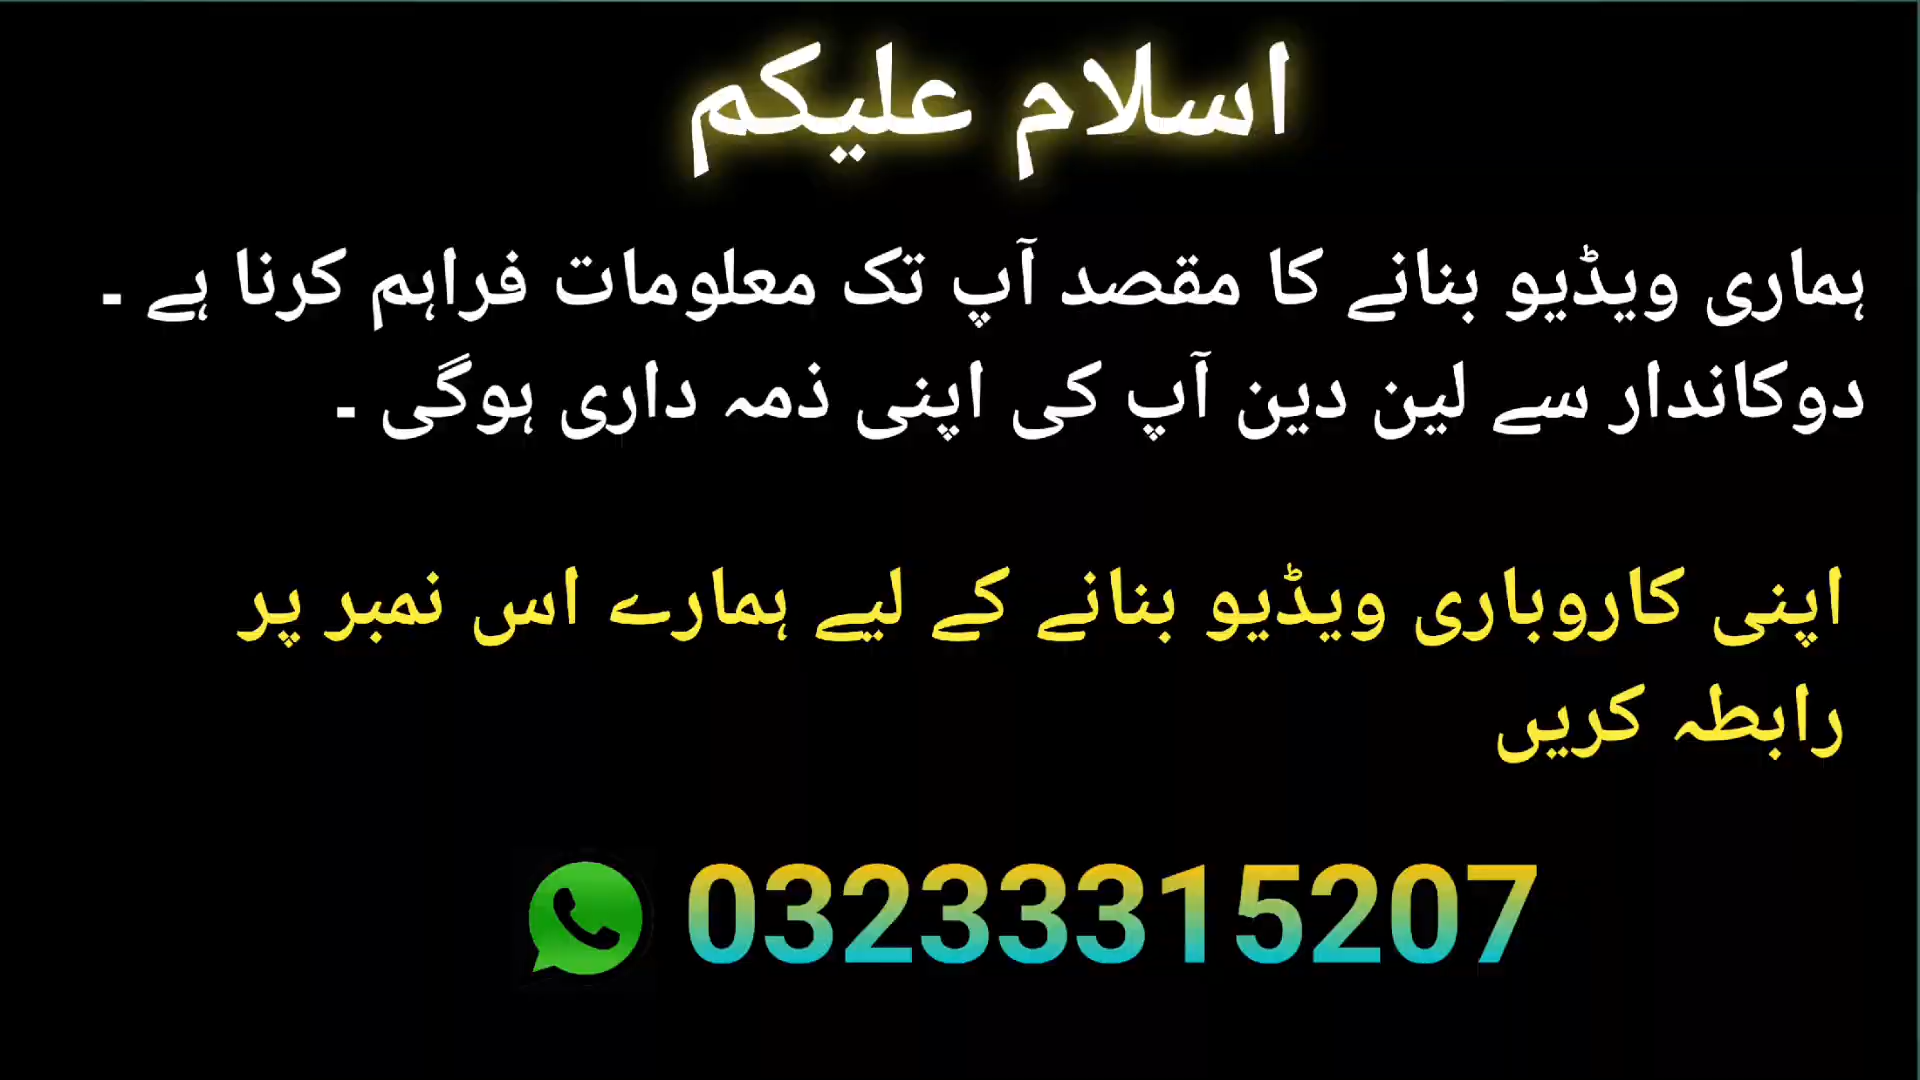 اسلام علیکم
ہماری ویڈیو بنانے کا مقصد آپ تک معلومات فراہم کرنا ہے ۔
دوکاندار سے لین دین آپ کی اپنی ذمہ داری ہوگی ۔
اپنی کاروباری ویڈیو بنانے کے لیے ہمارے اس نمبر پر
رابطہ کریں
03233315207